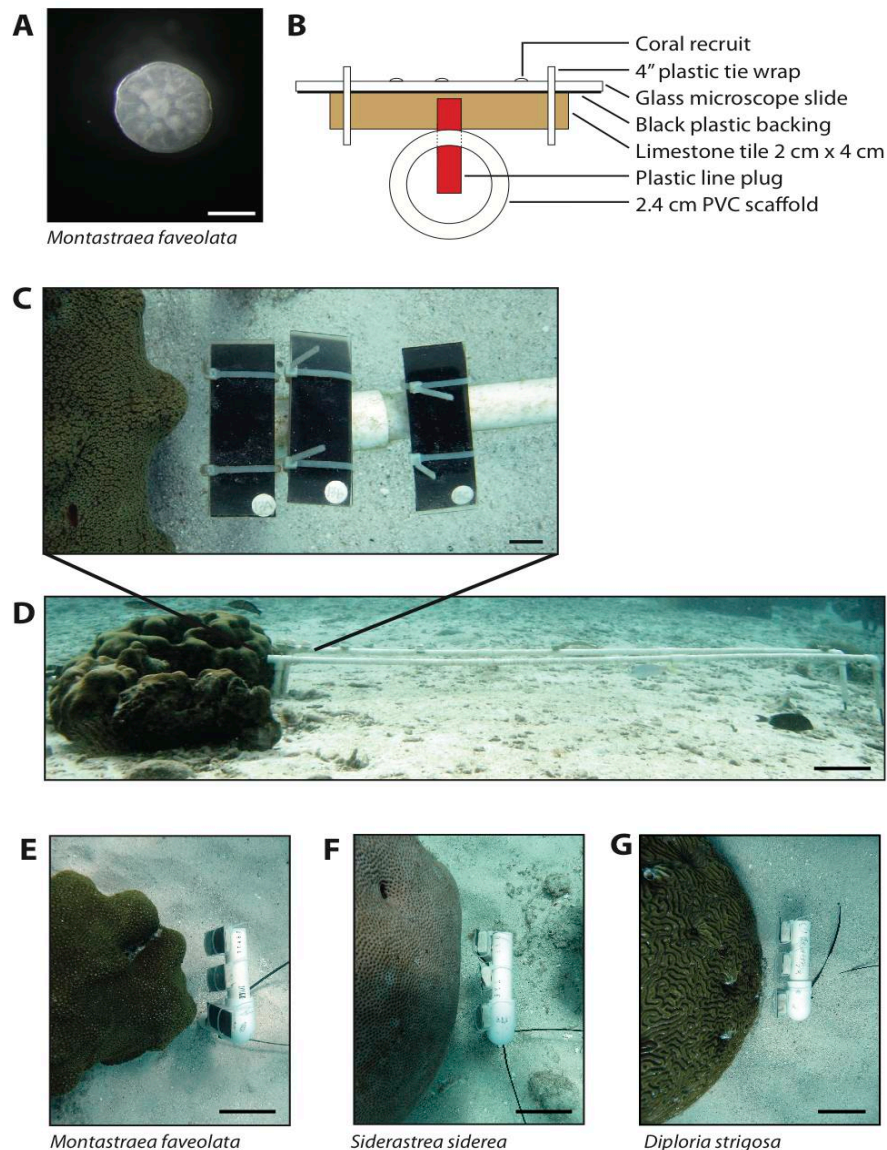 A
B
Montastraea faveolata
Coral recruit
4” plastic tie wrap
Glass microscope slide
Black plastic backing
Limestone tile 2 cm x 4 cm
Plastic line plug
2.4 cm PVC scaffold
C
D
E
F
G
Montastraea faveolata
Siderastrea siderea
Diploria strigosa